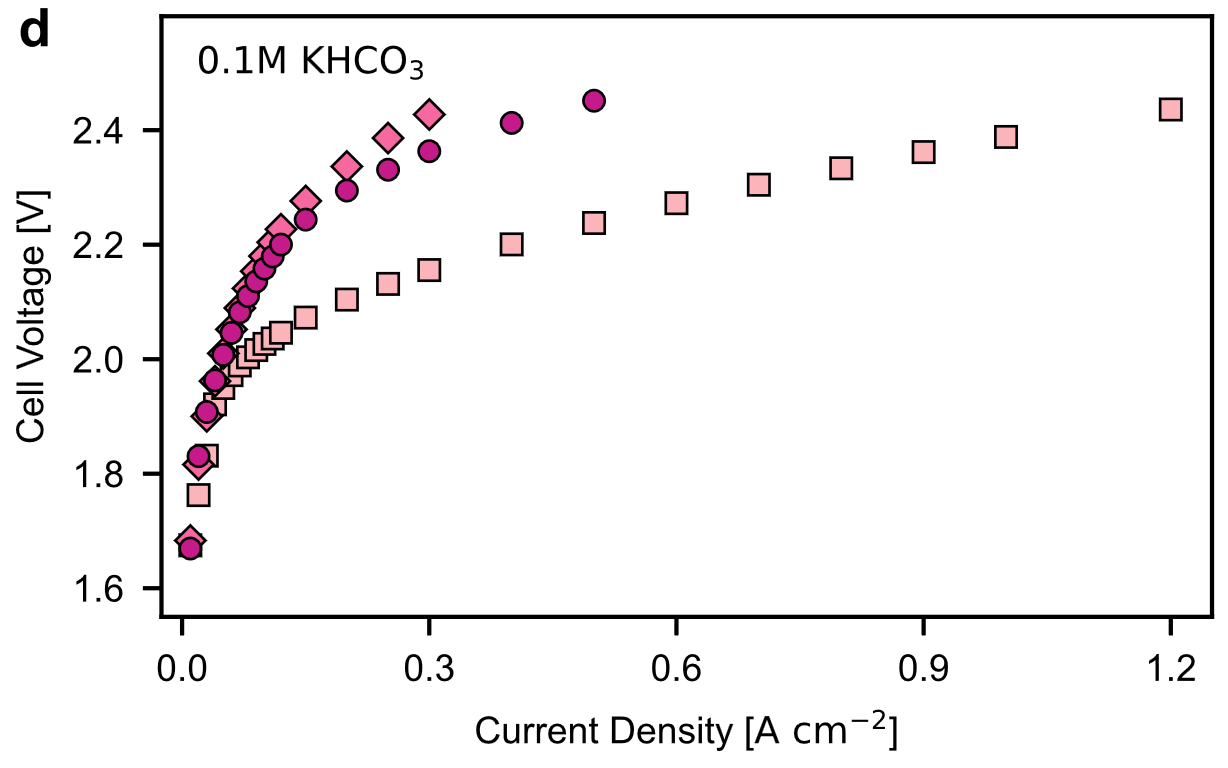 d
0.1M KHCO₃
2.4
2.2
2.0
1.8
1.6
Cell Voltage [V]
0.0 0.3 0.6 0.9 1.2
Current Density [A cm⁻²]